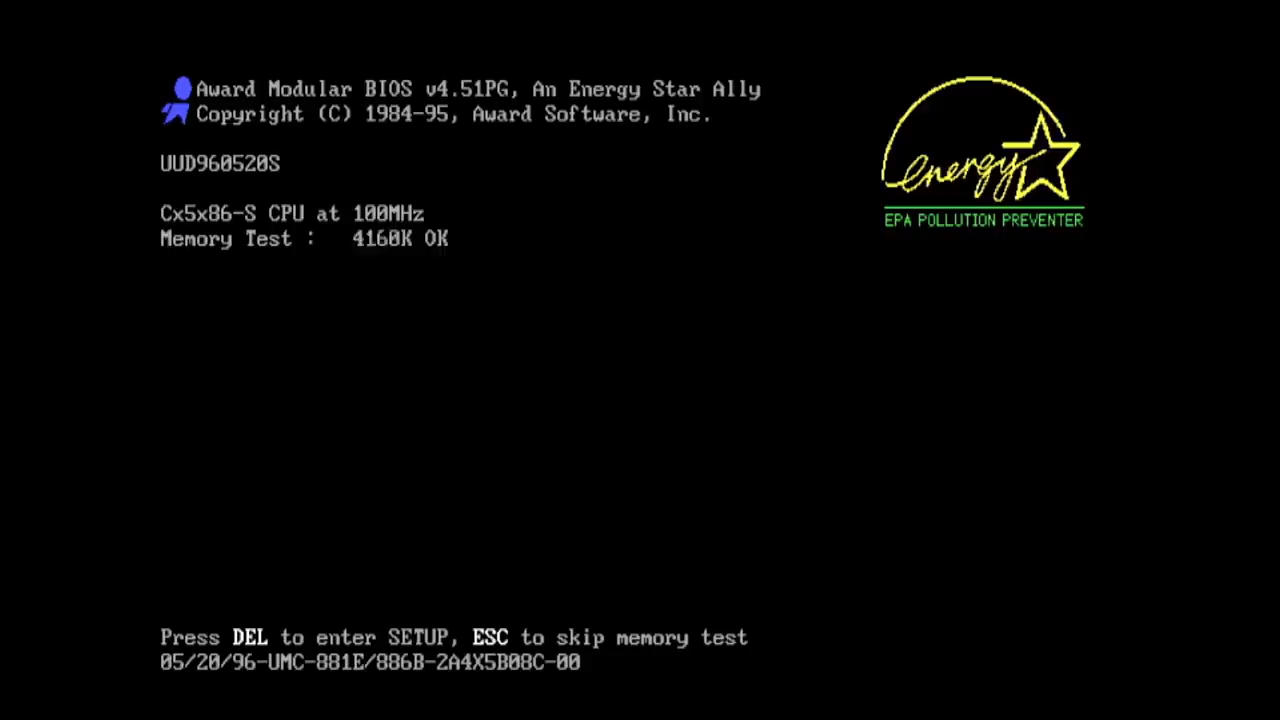 Award Modular BIOS v4.51PG, An Energy Star Ally
Copyright (C) 1984-95, Award Software, Inc.
energy
EPA POLLUTION PREVENTER
UUD960520S
Cx5x86-S CPU at 100MHz
Memory Test :   4160K OK
Press DEL to enter SETUP, ESC to skip memory test
05/20/96-UMC-881E/886B-2A4X5B08C-00